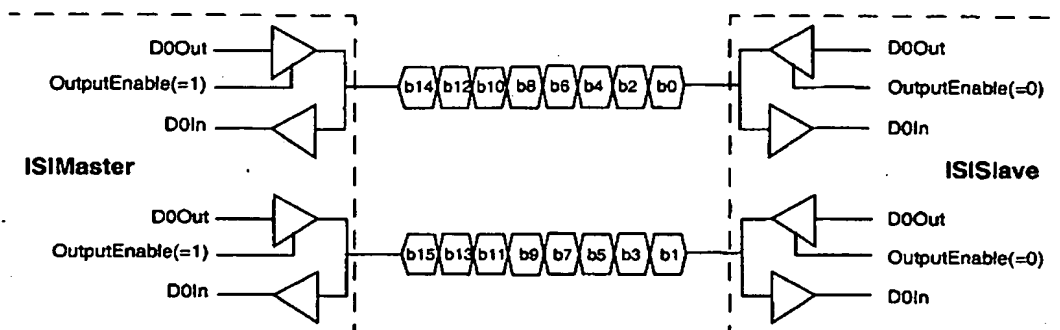 D0Out D0Out
OutputEnable(=1) b14 b12 b10 b8 b6 b4 b2 b0 OutputEnable(=0)
D0In D0In
ISIMaster ISISlave
D0Out D0Out
OutputEnable(=1) b15 b13 b11 b9 b7 b5 b3 b1 OutputEnable(=0)
D0In D0In